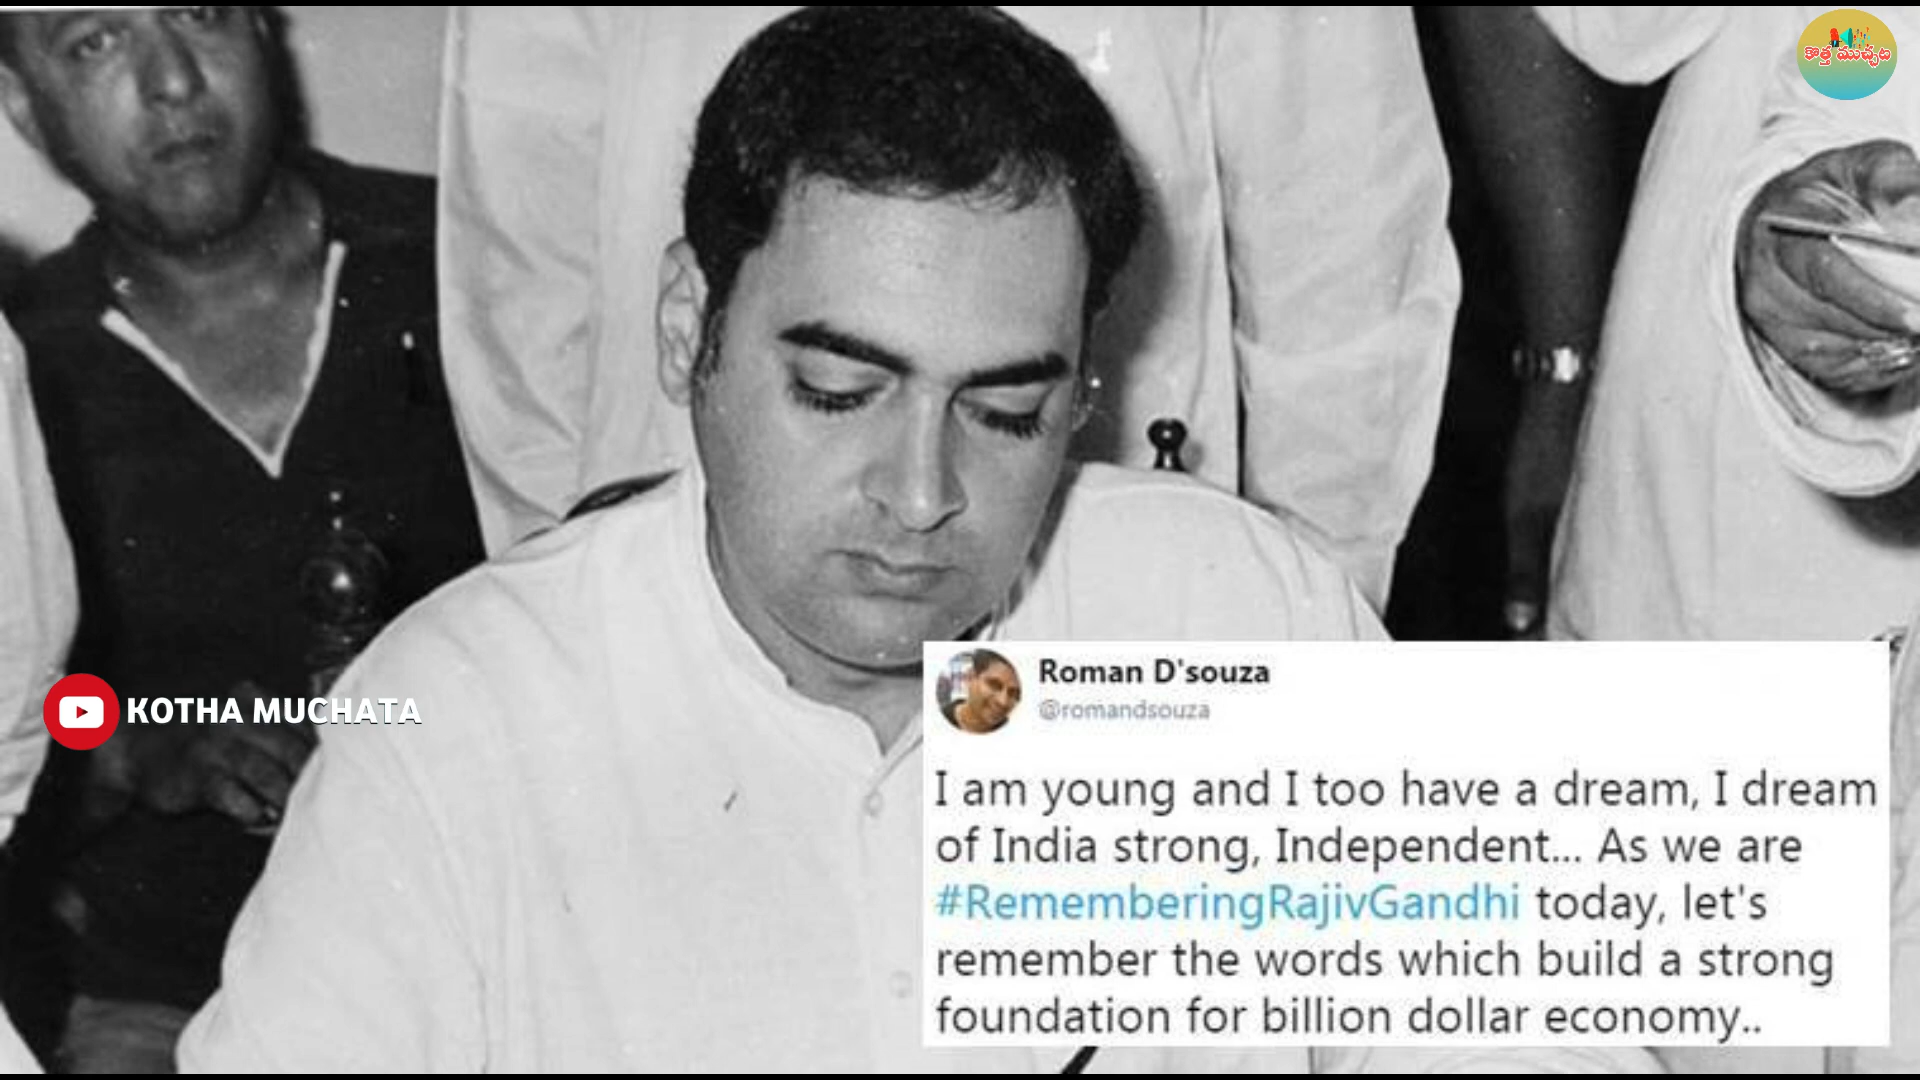 కొత్త ముచ్చట
KOTHA MUCHATA
Roman D'souza
@romandsouza
I am young and I too have a dream, I dream
of India strong, Independent... As we are
#RememberingRajivGandhi today, let's
remember the words which build a strong
foundation for billion dollar economy..